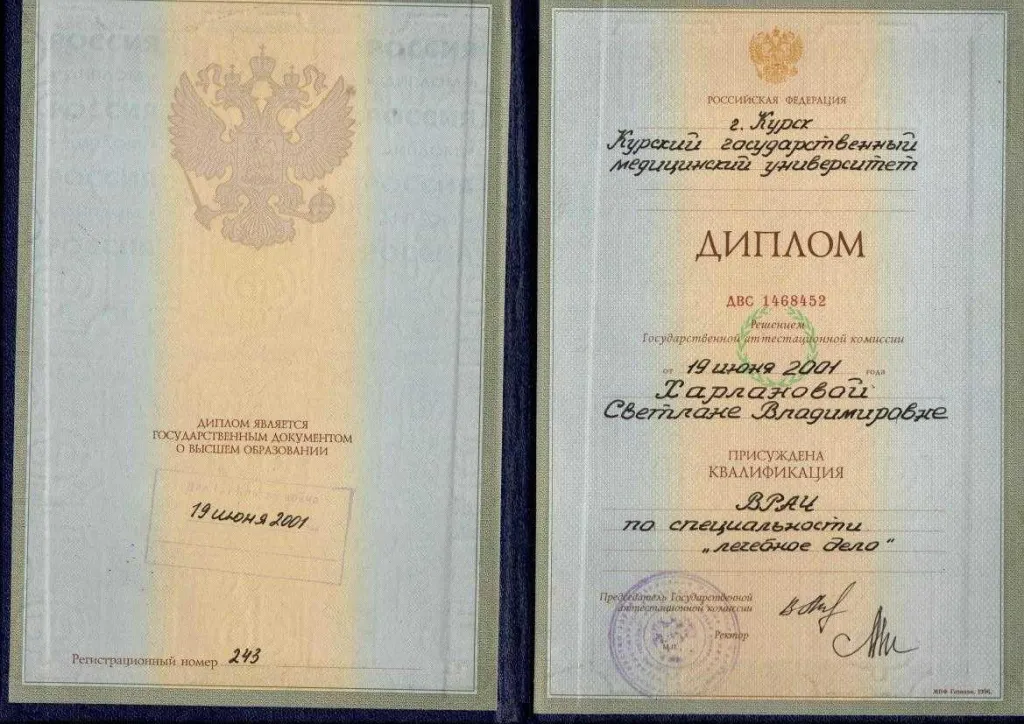 ДИПЛОМ ЯВЛЯЕТСЯ
ГОСУДАРСТВЕННЫМ ДОКУМЕНТОМ
О ВЫСШЕМ ОБРАЗОВАНИИ
19 июня 2001
Регистрационный номер 243
РОССИЙСКАЯ ФЕДЕРАЦИЯ
г. Курск
Курский государственный
медицинский университет
ДИПЛОМ
ДВС 1468452
Решением
Государственной аттестационной комиссии
от 19 июня 2001 года
Харлановой
Светлане Владимировне
ПРИСУЖДЕНА
КВАЛИФИКАЦИЯ
ВРАЧ
по специальности
„лечебное дело"
Председатель Государственной
аттестационной комиссии
Ректор
М.П.